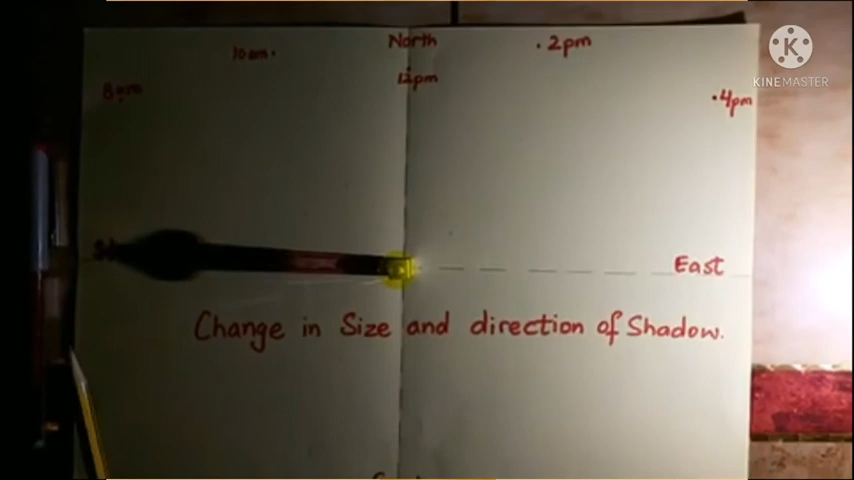 North
10am
2pm
12pm
8am
4pm
KINEMASTER
East
Change in Size and direction of Shadow.